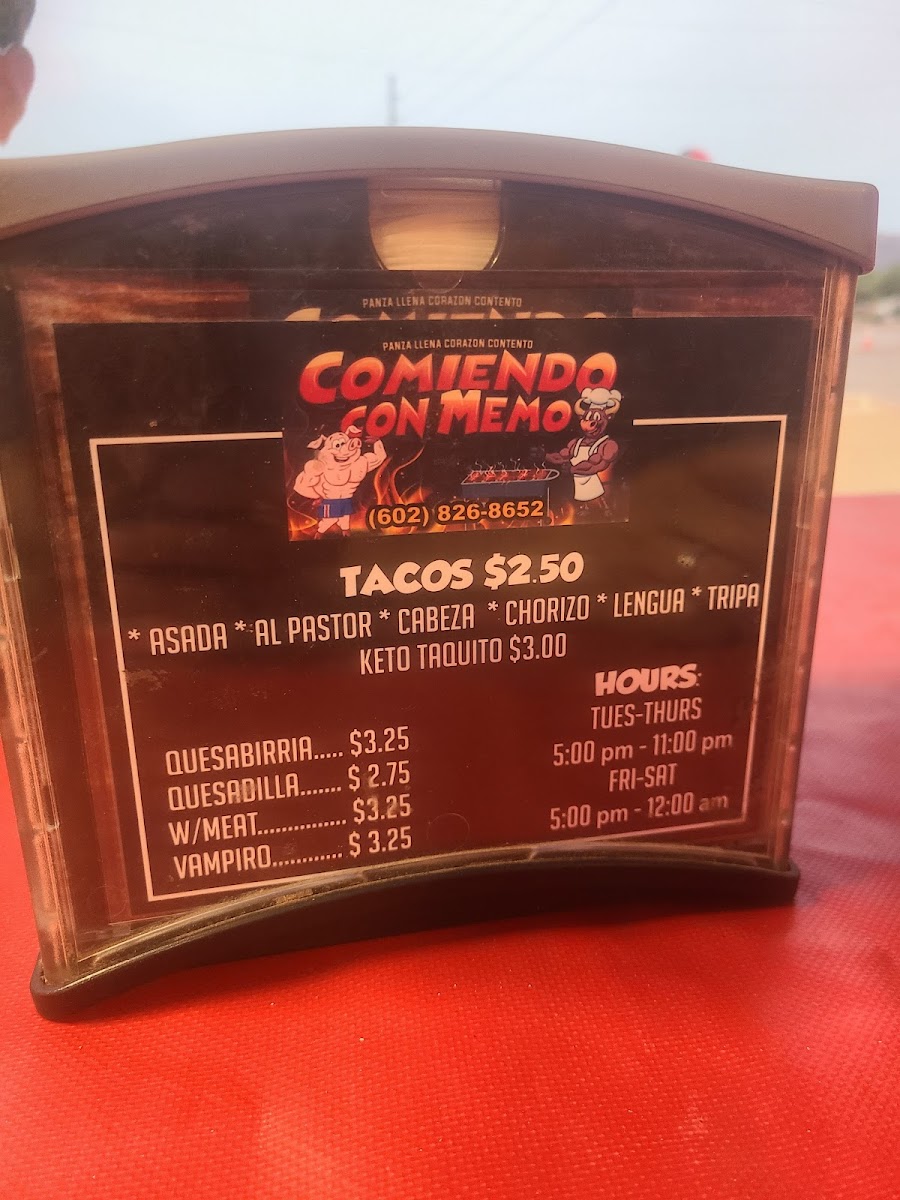 PANZA LLENA CORAZON CONTENTO
PANZA LLENA CORAZON CONTENTO
COMIENDO
CON MEMO
(602) 826-8652
TACOS $2.50
* ASADA * AL PASTOR * CABEZA * CHORIZO * LENGUA * TRIPA
KETO TAQUITO $3.00
QUESABIRRIA..... $3.25
QUESADILLA....... $ 2.75
W/MEAT............... $3.25
VAMPIRO............ $ 3.25
HOURS:
TUES-THURS
5:00 pm - 11:00 pm
FRI-SAT
5:00 pm - 12:00 am